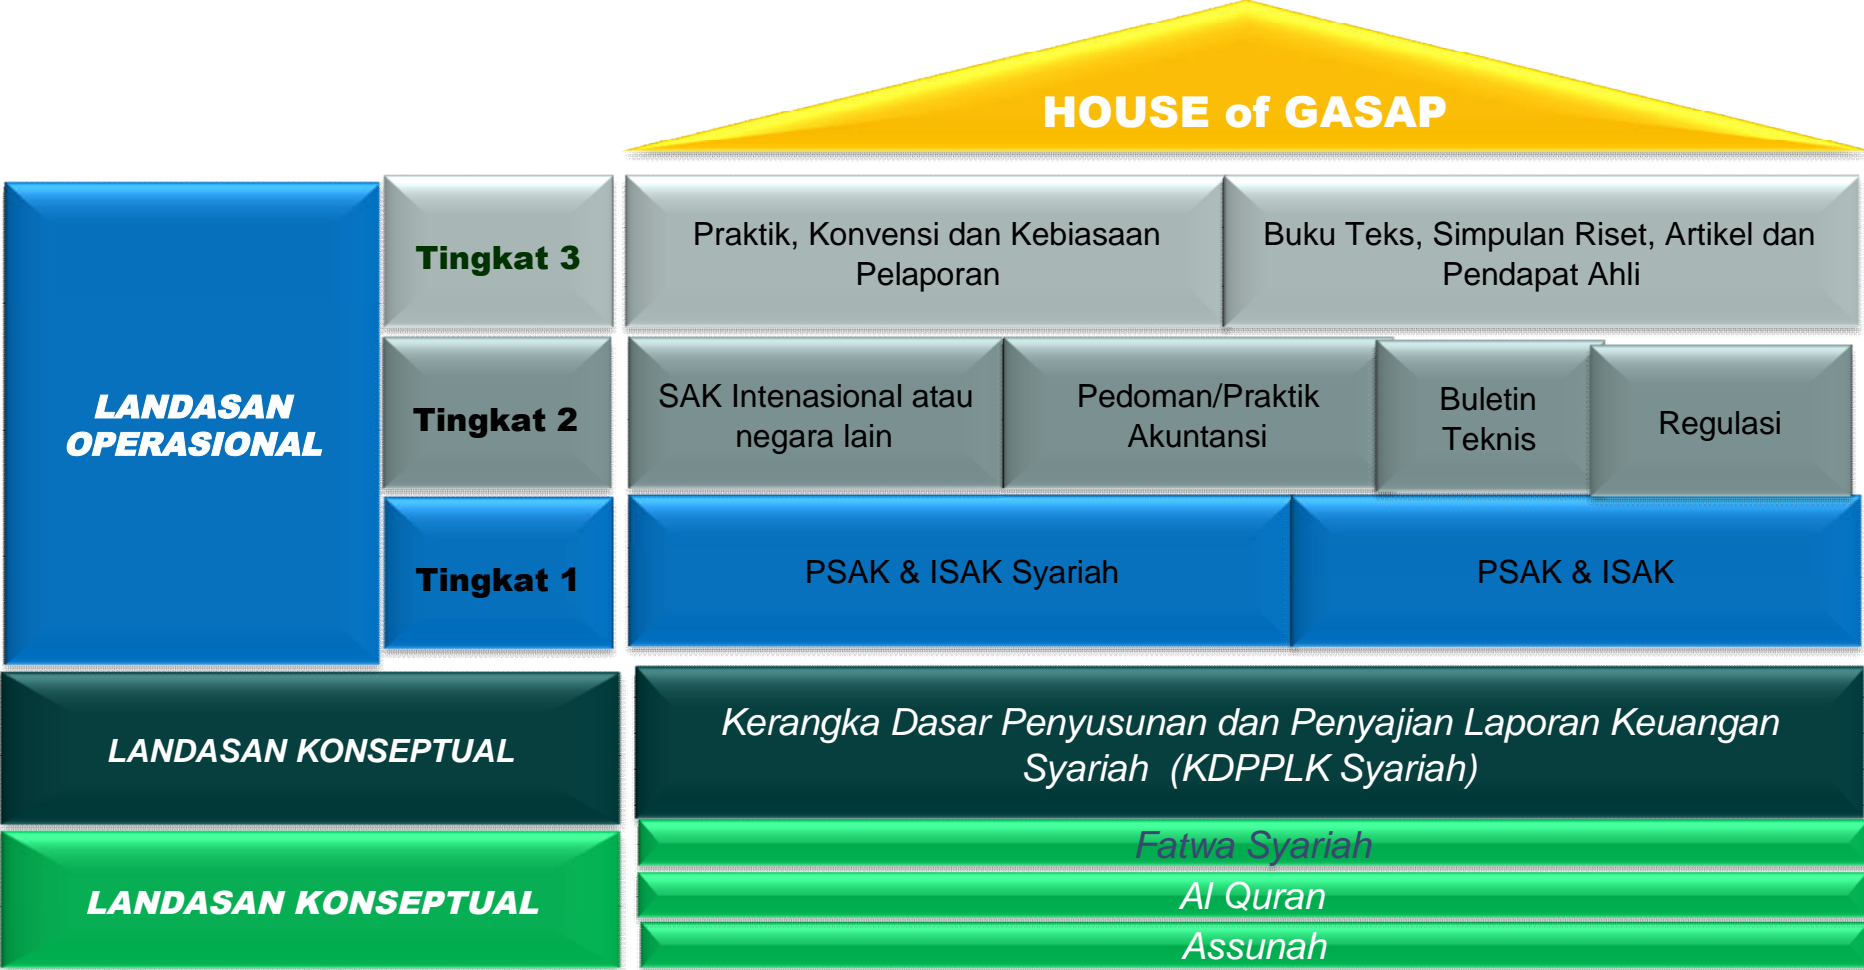 HOUSE of GASAP
Tingkat 3
Praktik, Konvensi dan Kebiasaan
Pelaporan
Buku Teks, Simpulan Riset, Artikel dan
Pendapat Ahli
LANDASAN
OPERASIONAL
Tingkat 2
SAK Intenasional atau
negara lain
Pedoman/Praktik
Akuntansi
Buletin
Teknis
Regulasi
Tingkat 1
PSAK & ISAK Syariah
PSAK & ISAK
LANDASAN KONSEPTUAL
Kerangka Dasar Penyusunan dan Penyajian Laporan Keuangan
Syariah (KDPPLK Syariah)
LANDASAN KONSEPTUAL
Fatwa Syariah
Al Quran
Assunah